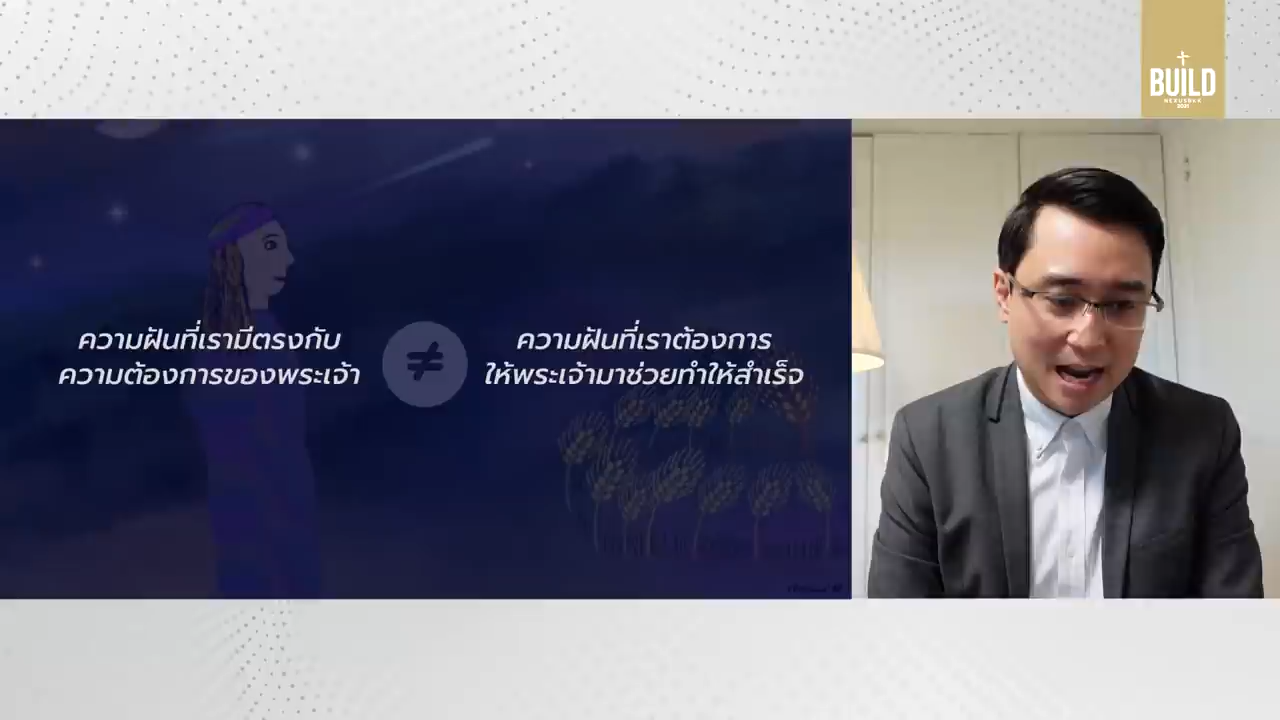 BUILD
NEXUSBKK
2021
ความฝันที่เรามีตรงกับ
ความต้องการของพระเจ้า
≠
ความฝันที่เราต้องการ
ให้พระเจ้ามาช่วยทำให้สำเร็จ